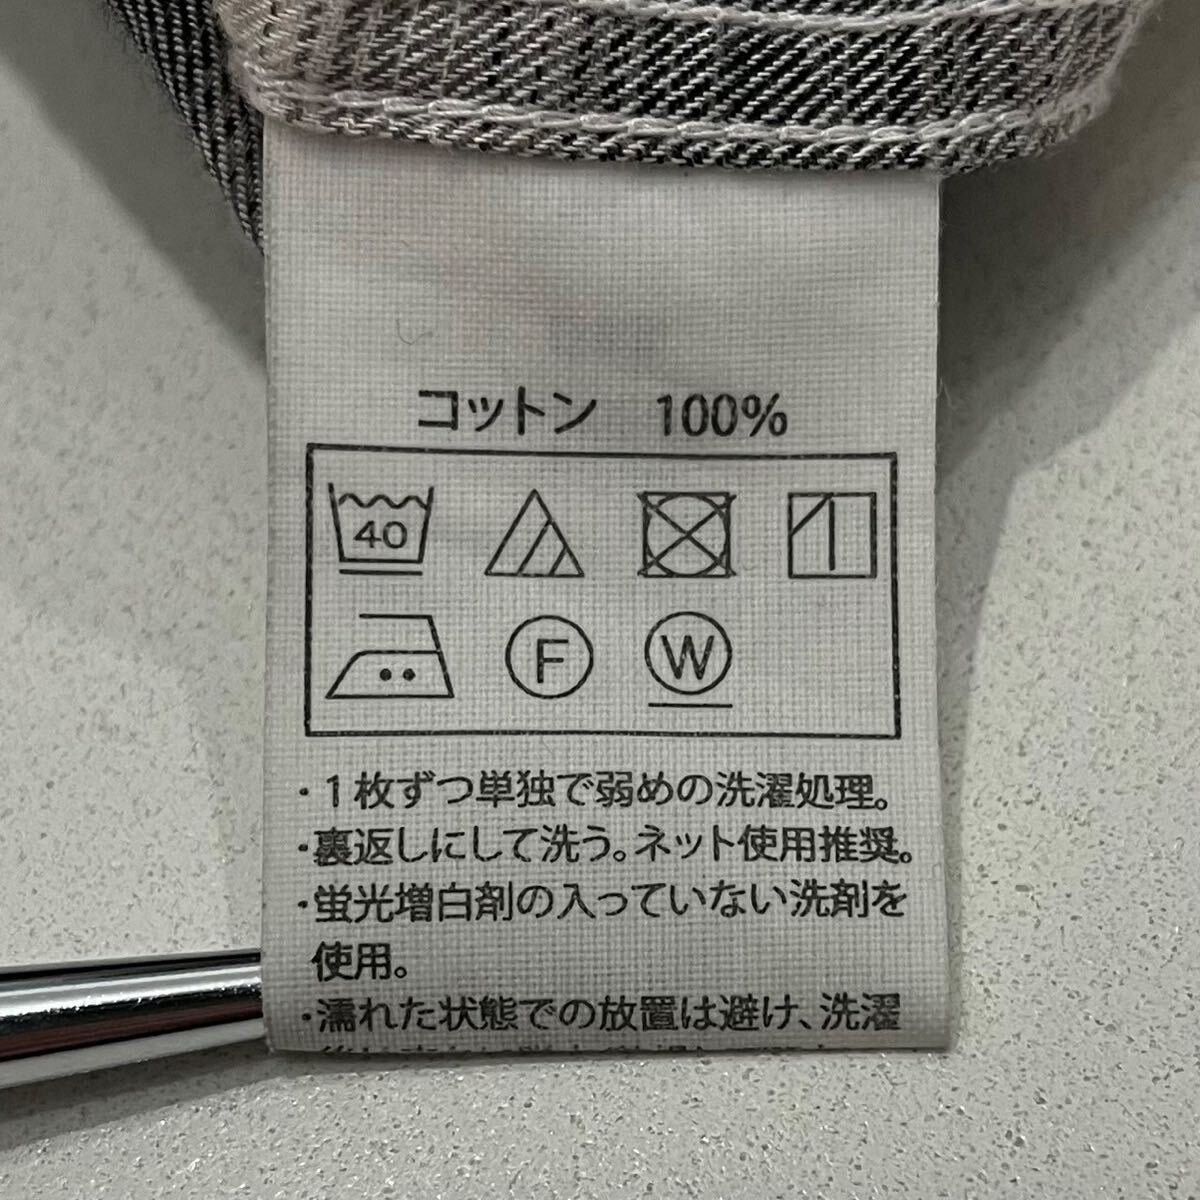 コットン 100%
40
F W
・1枚ずつ単独で弱めの洗濯処理。
・裏返しにして洗う。ネット使用推奨。
・蛍光増白剤の入っていない洗剤を
使用。
・濡れた状態での放置は避け、洗濯